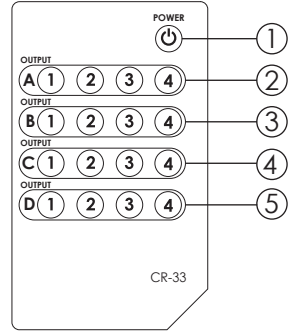 POWER
1
OUTPUT
A 1 2 3 4
2
OUTPUT
B 1 2 3 4
3
OUTPUT
C 1 2 3 4
4
OUTPUT
D 1 2 3 4
5
CR-33